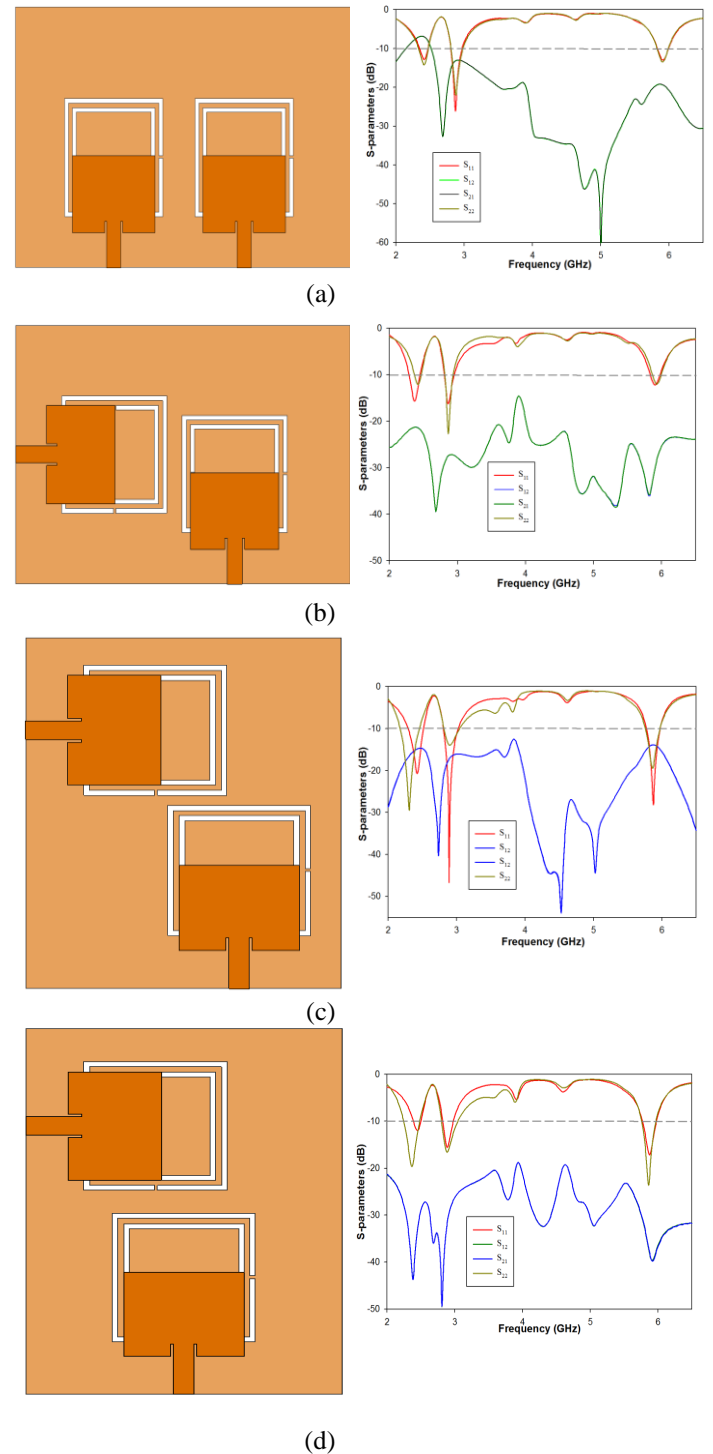 0
-10
-20
-30
-40
-50
-60
S-parameters (dB)
S11
S12
S21
S22
2 3 4 5 6
Frequency (GHz)
(a)
0
-10
-20
-30
-40
-50
S-parameters (dB)
S11
S12
S21
S22
2 3 4 5 6
Frequency (GHz)
(b)
0
-10
-20
-30
-40
-50
S-parameters (dB)
S11
S12
S12
S22
2 3 4 5 6
Frequency (GHz)
(c)
0
-10
-20
-30
-40
-50
S-parameters (dB)
S11
S12
S21
S22
2 3 4 5 6
Frequency (GHz)
(d)